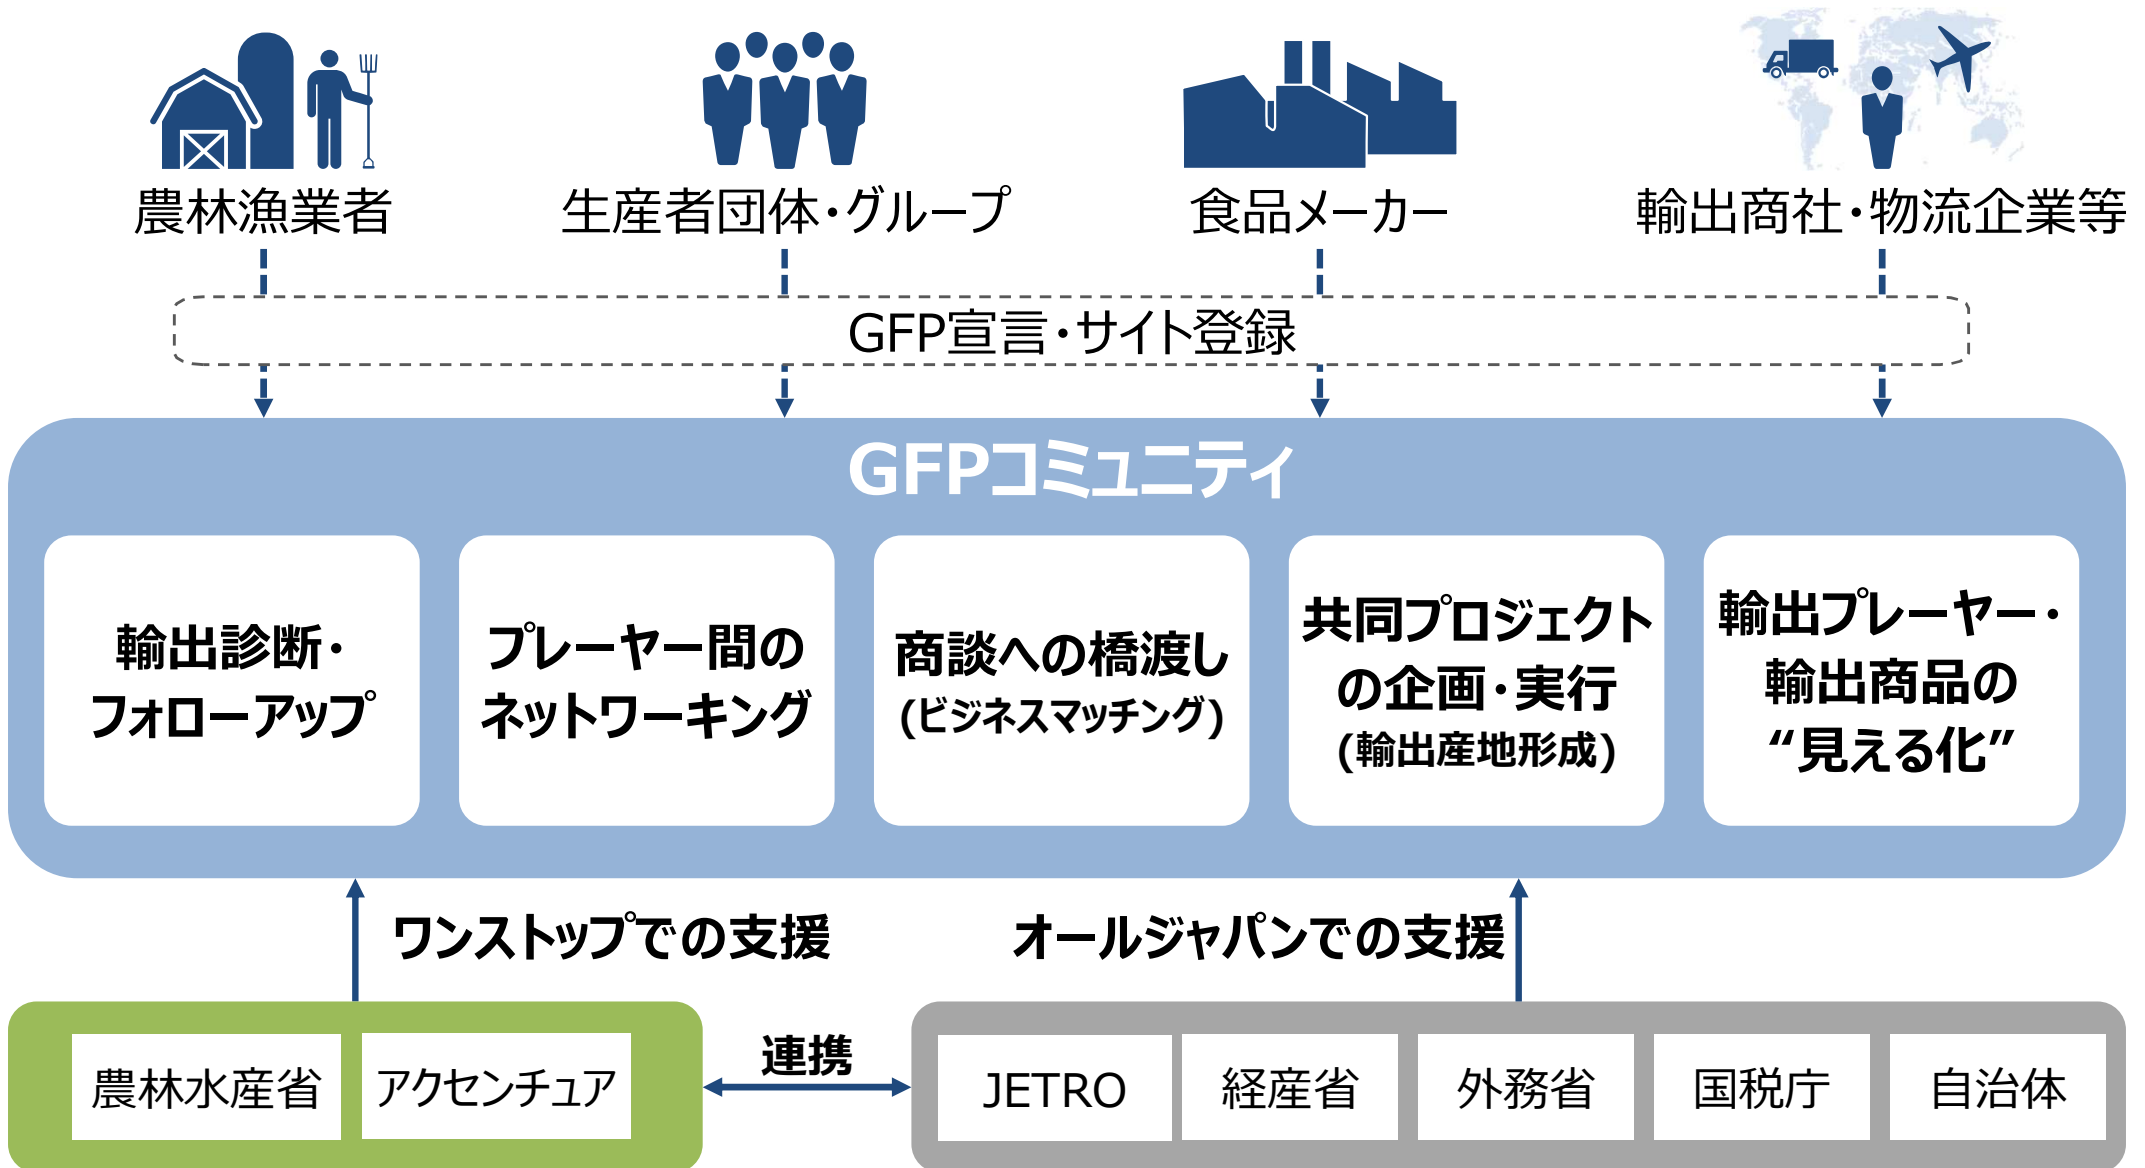 農林漁業者
生産者団体・グループ
食品メーカー
輸出商社・物流企業等
GFP宣言・サイト登録
GFPコミュニティ
輸出診断・
フォローアップ
プレーヤー間の
ネットワーキング
商談への橋渡し
(ビジネスマッチング)
共同プロジェクト
の企画・実行
(輸出産地形成)
輸出プレーヤー・
輸出商品の
“見える化”
ワンストップでの支援
オールジャパンでの支援
農林水産省
アクセンチュア
連携
JETRO
経産省
外務省
国税庁
自治体